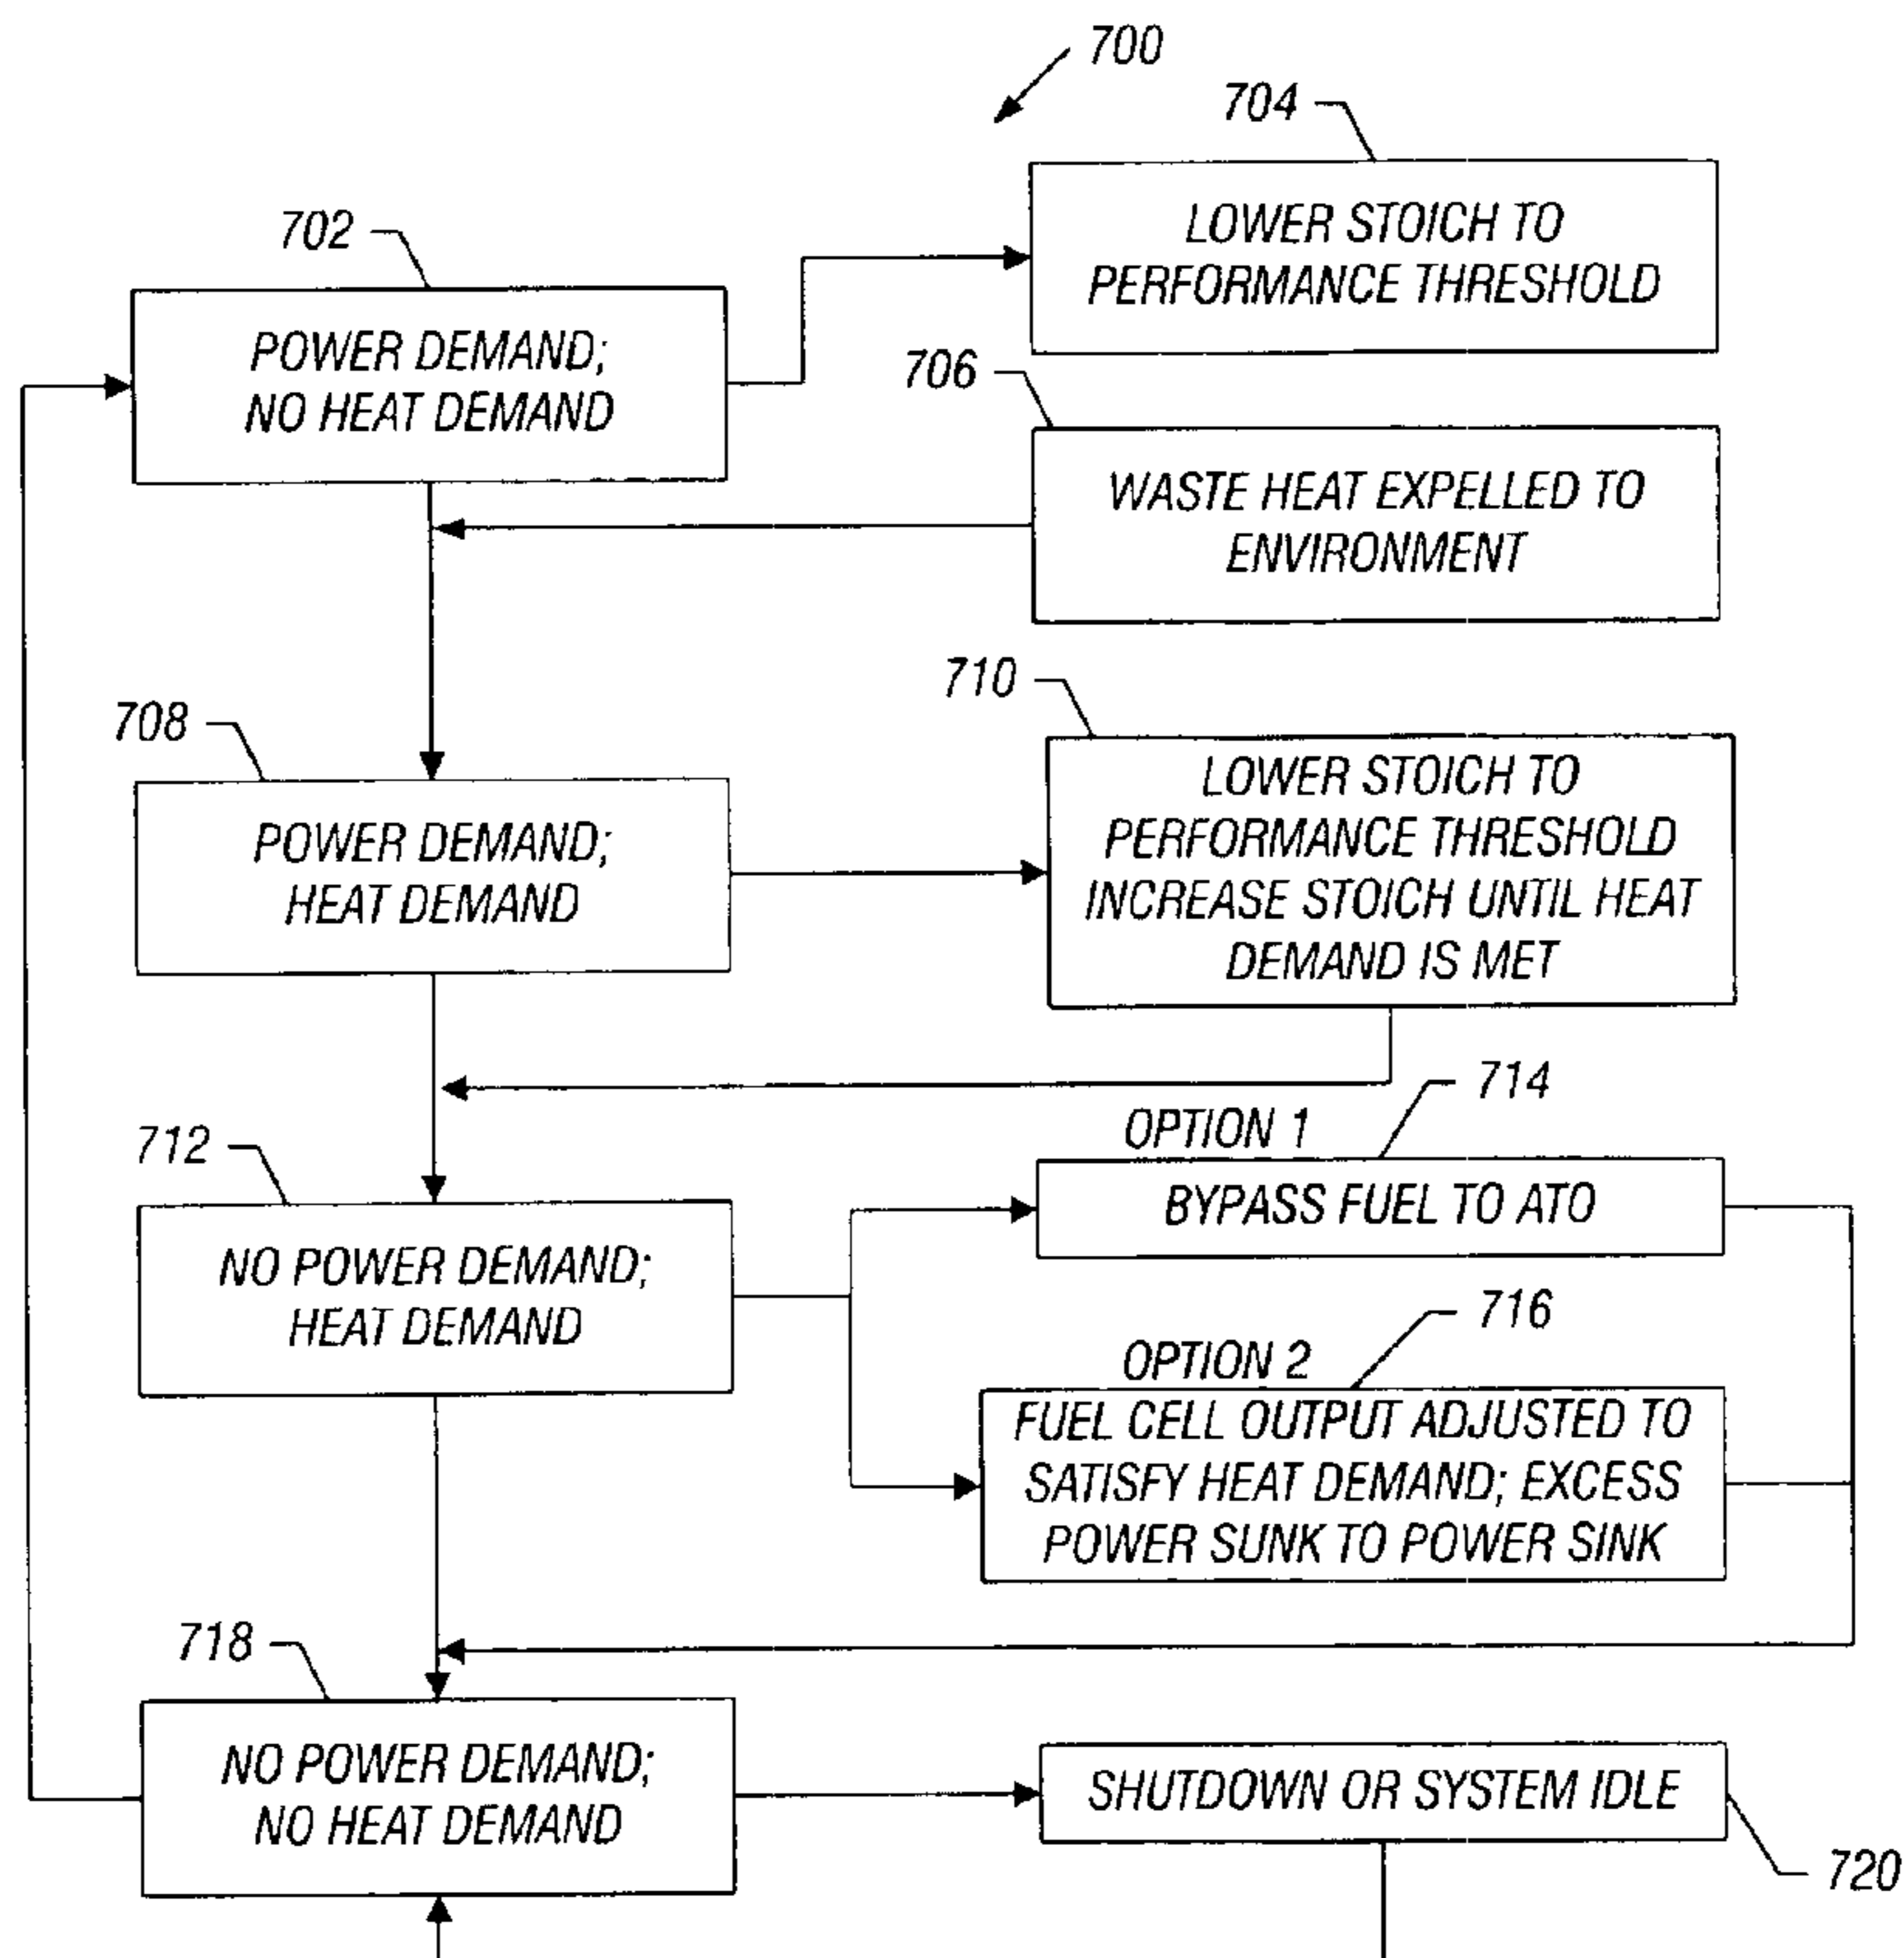 700
704
LOWER STOICH TO
PERFORMANCE THRESHOLD
702
POWER DEMAND;
NO HEAT DEMAND
706
WASTE HEAT EXPELLED TO
ENVIRONMENT
708
POWER DEMAND;
HEAT DEMAND
710
LOWER STOICH TO
PERFORMANCE THRESHOLD
INCREASE STOICH UNTIL HEAT
DEMAND IS MET
712
NO POWER DEMAND;
HEAT DEMAND
OPTION 1
714
BYPASS FUEL TO ATO
OPTION 2
716
FUEL CELL OUTPUT ADJUSTED TO
SATISFY HEAT DEMAND; EXCESS
POWER SUNK TO POWER SINK
718
NO POWER DEMAND;
NO HEAT DEMAND
SHUTDOWN OR SYSTEM IDLE
720